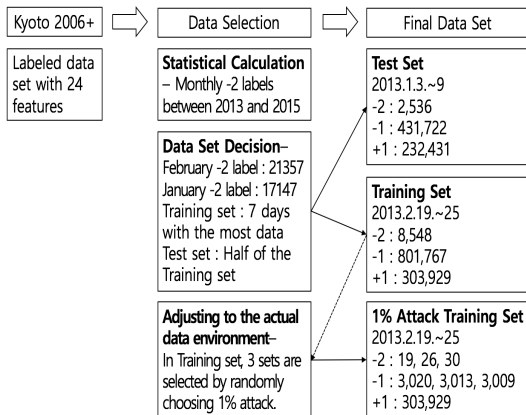 Kyoto 2006+
Data Selection
Final Data Set
Labeled data
set with 24
features
Statistical Calculation
– Monthly -2 labels
between 2013 and 2015
Data Set Decision–
February -2 label : 21357
January -2 label : 17147
Training set : 7 days
with the most data
Test set : Half of the
Training set
Adjusting to the actual
data environment–
In Training set, 3 sets are
selected by randomly
choosing 1% attack.
Test Set
2013.1.3.~9
-2 : 2,536
-1 : 431,722
+1 : 232,431
Training Set
2013.2.19.~25
-2 : 8,548
-1 : 801,767
+1 : 303,929
1% Attack Training Set
2013.2.19.~25
-2 : 19, 26, 30
-1 : 3,020, 3,013, 3,009
+1 : 303,929